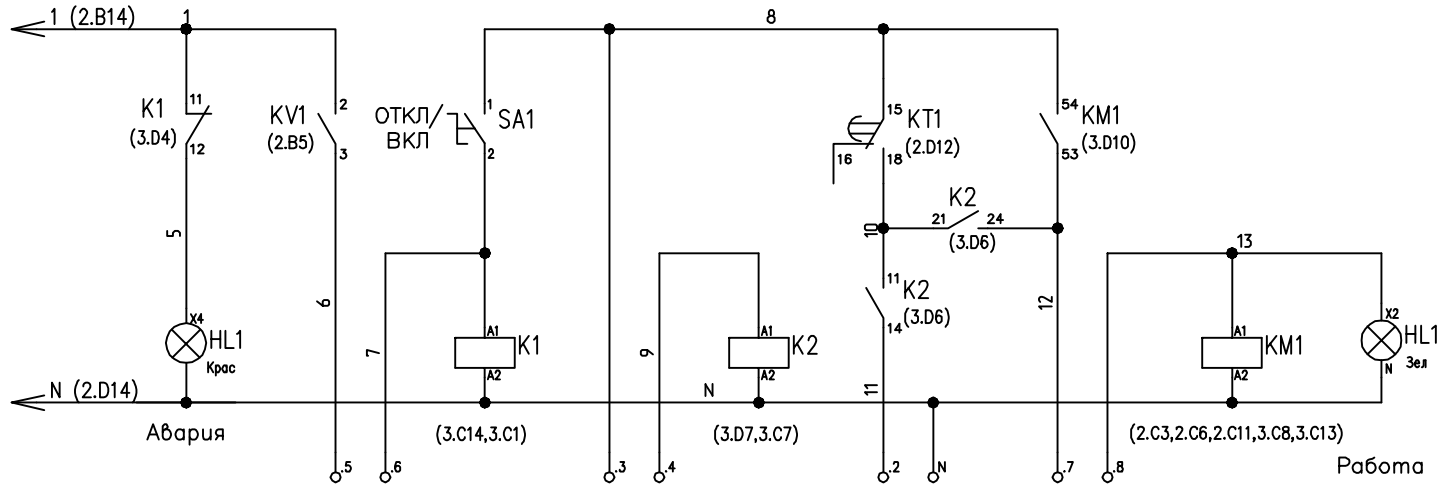 1 (2.B14)
1
8
K1
(3.D4)
11
12
KV1
(2.B5)
2
3
ОТКЛ
ВКЛ
1
2
SA1
15
16
18
KT1
(2.D12)
54
53
KM1
(3.D10)
5
6
10
21
24
K2
(3.D6)
11
14
K2
(3.D6)
12
13
X4
HL1
Крас
7
A1
A2
K1
9
A1
A2
K2
11
A1
A2
KM1
X2
HL1
N
Зел
N (2.D14)
N
Авария
(3.C14,3.C1)
(3.D7,3.C7)
(2.C3,2.C6,2.C11,3.C8,3.C13)
Работа
.5
.6
.3
.4
.2
N
.7
.8